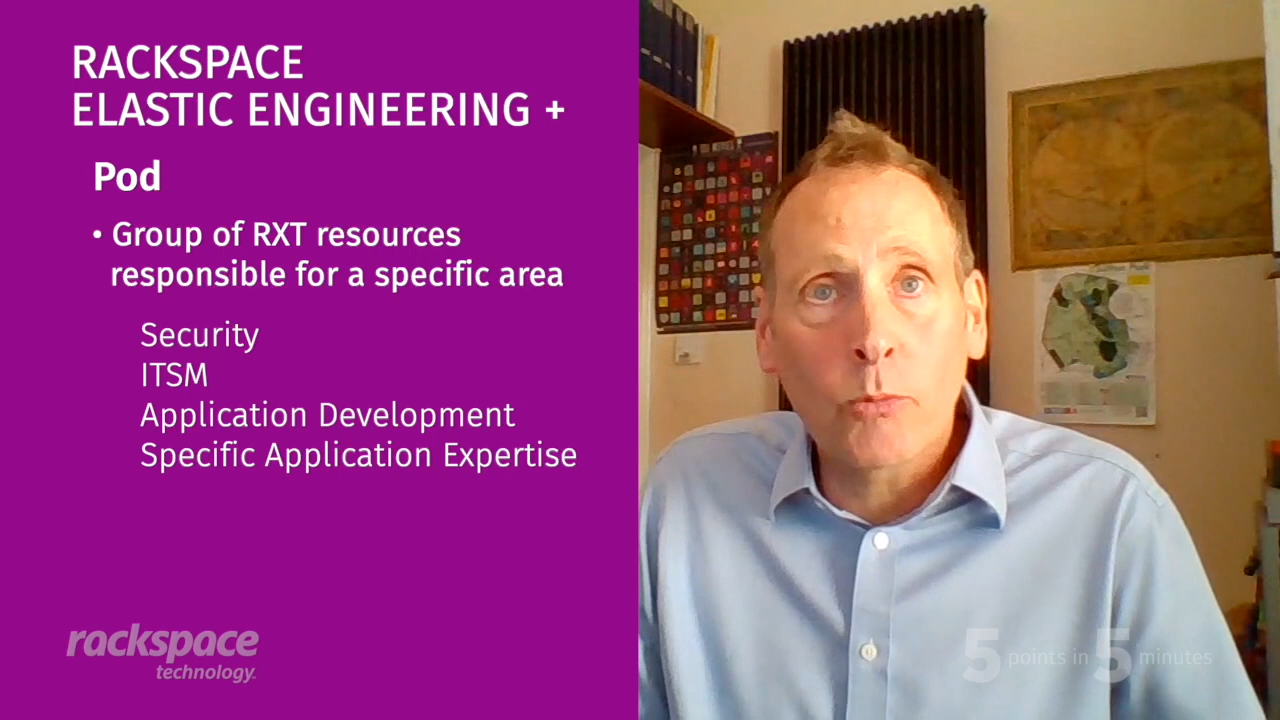 RACKSPACE
ELASTIC ENGINEERING +
Pod
• Group of RXT resources
responsible for a specific area
Security
ITSM
Application Development
Specific Application Expertise
rackspace
technology.
5 points in 5 minutes